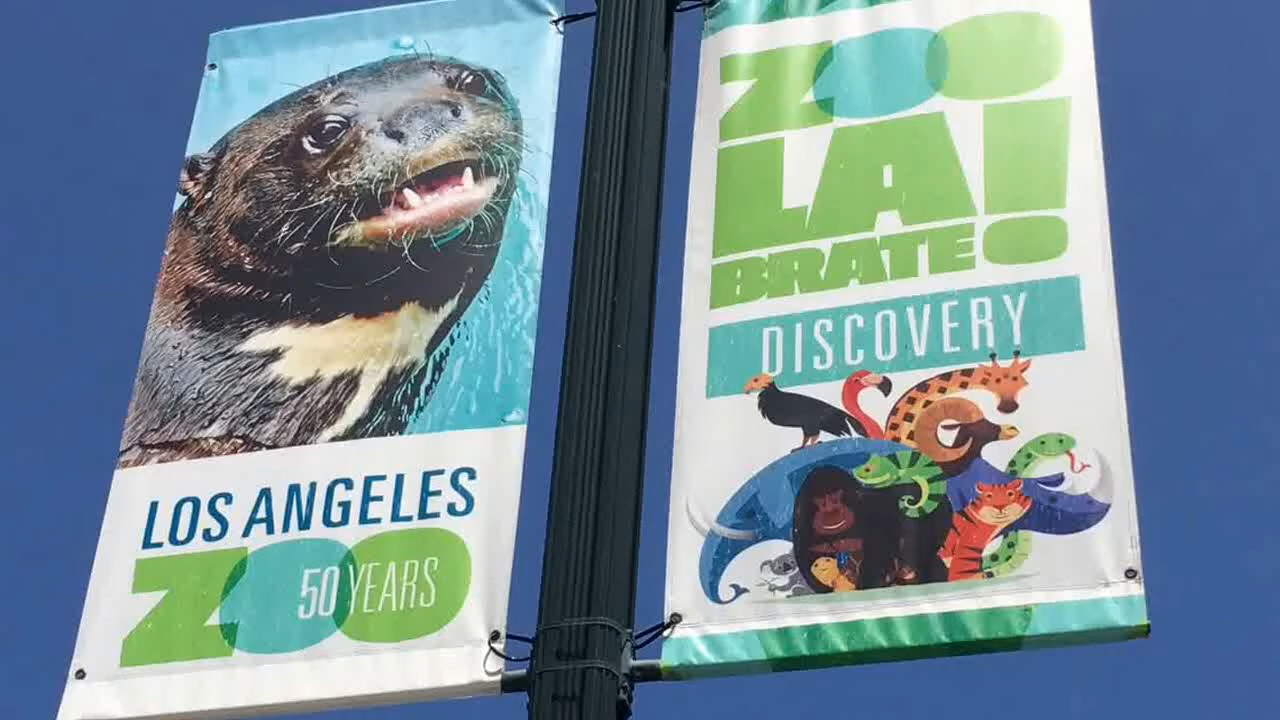 LOS ANGELES
ZOO
50 YEARS
ZOO
LA
BRATE!
DISCOVERY